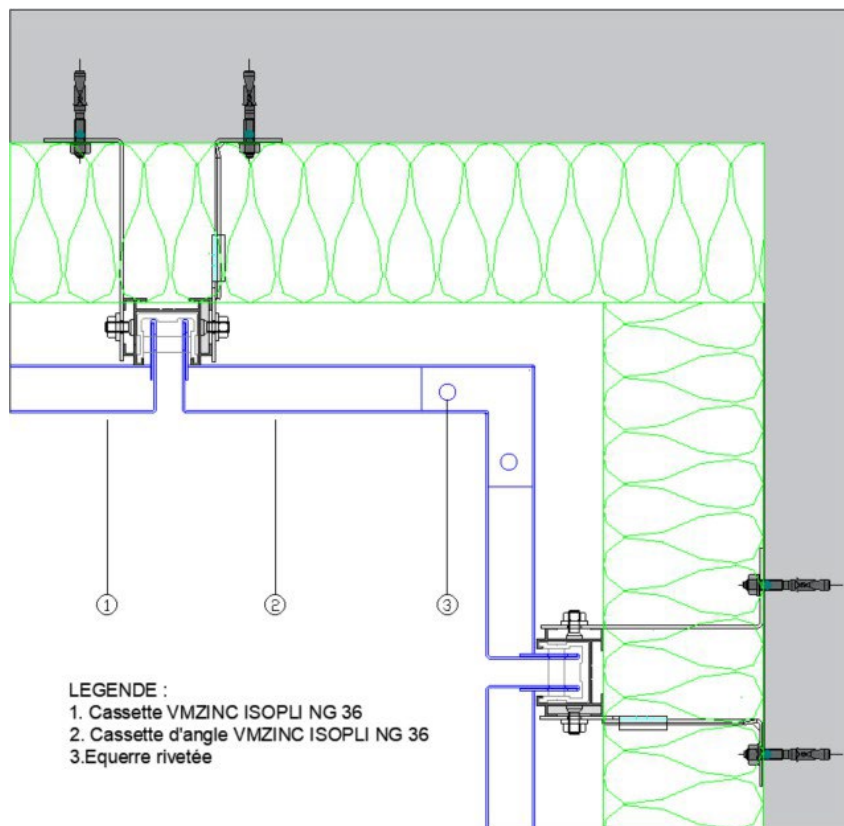 ① ② ③
LEGENDE :
1. Cassette VMZINC ISOPLI NG 36
2. Cassette d'angle VMZINC ISOPLI NG 36
3.Equerre rivetée